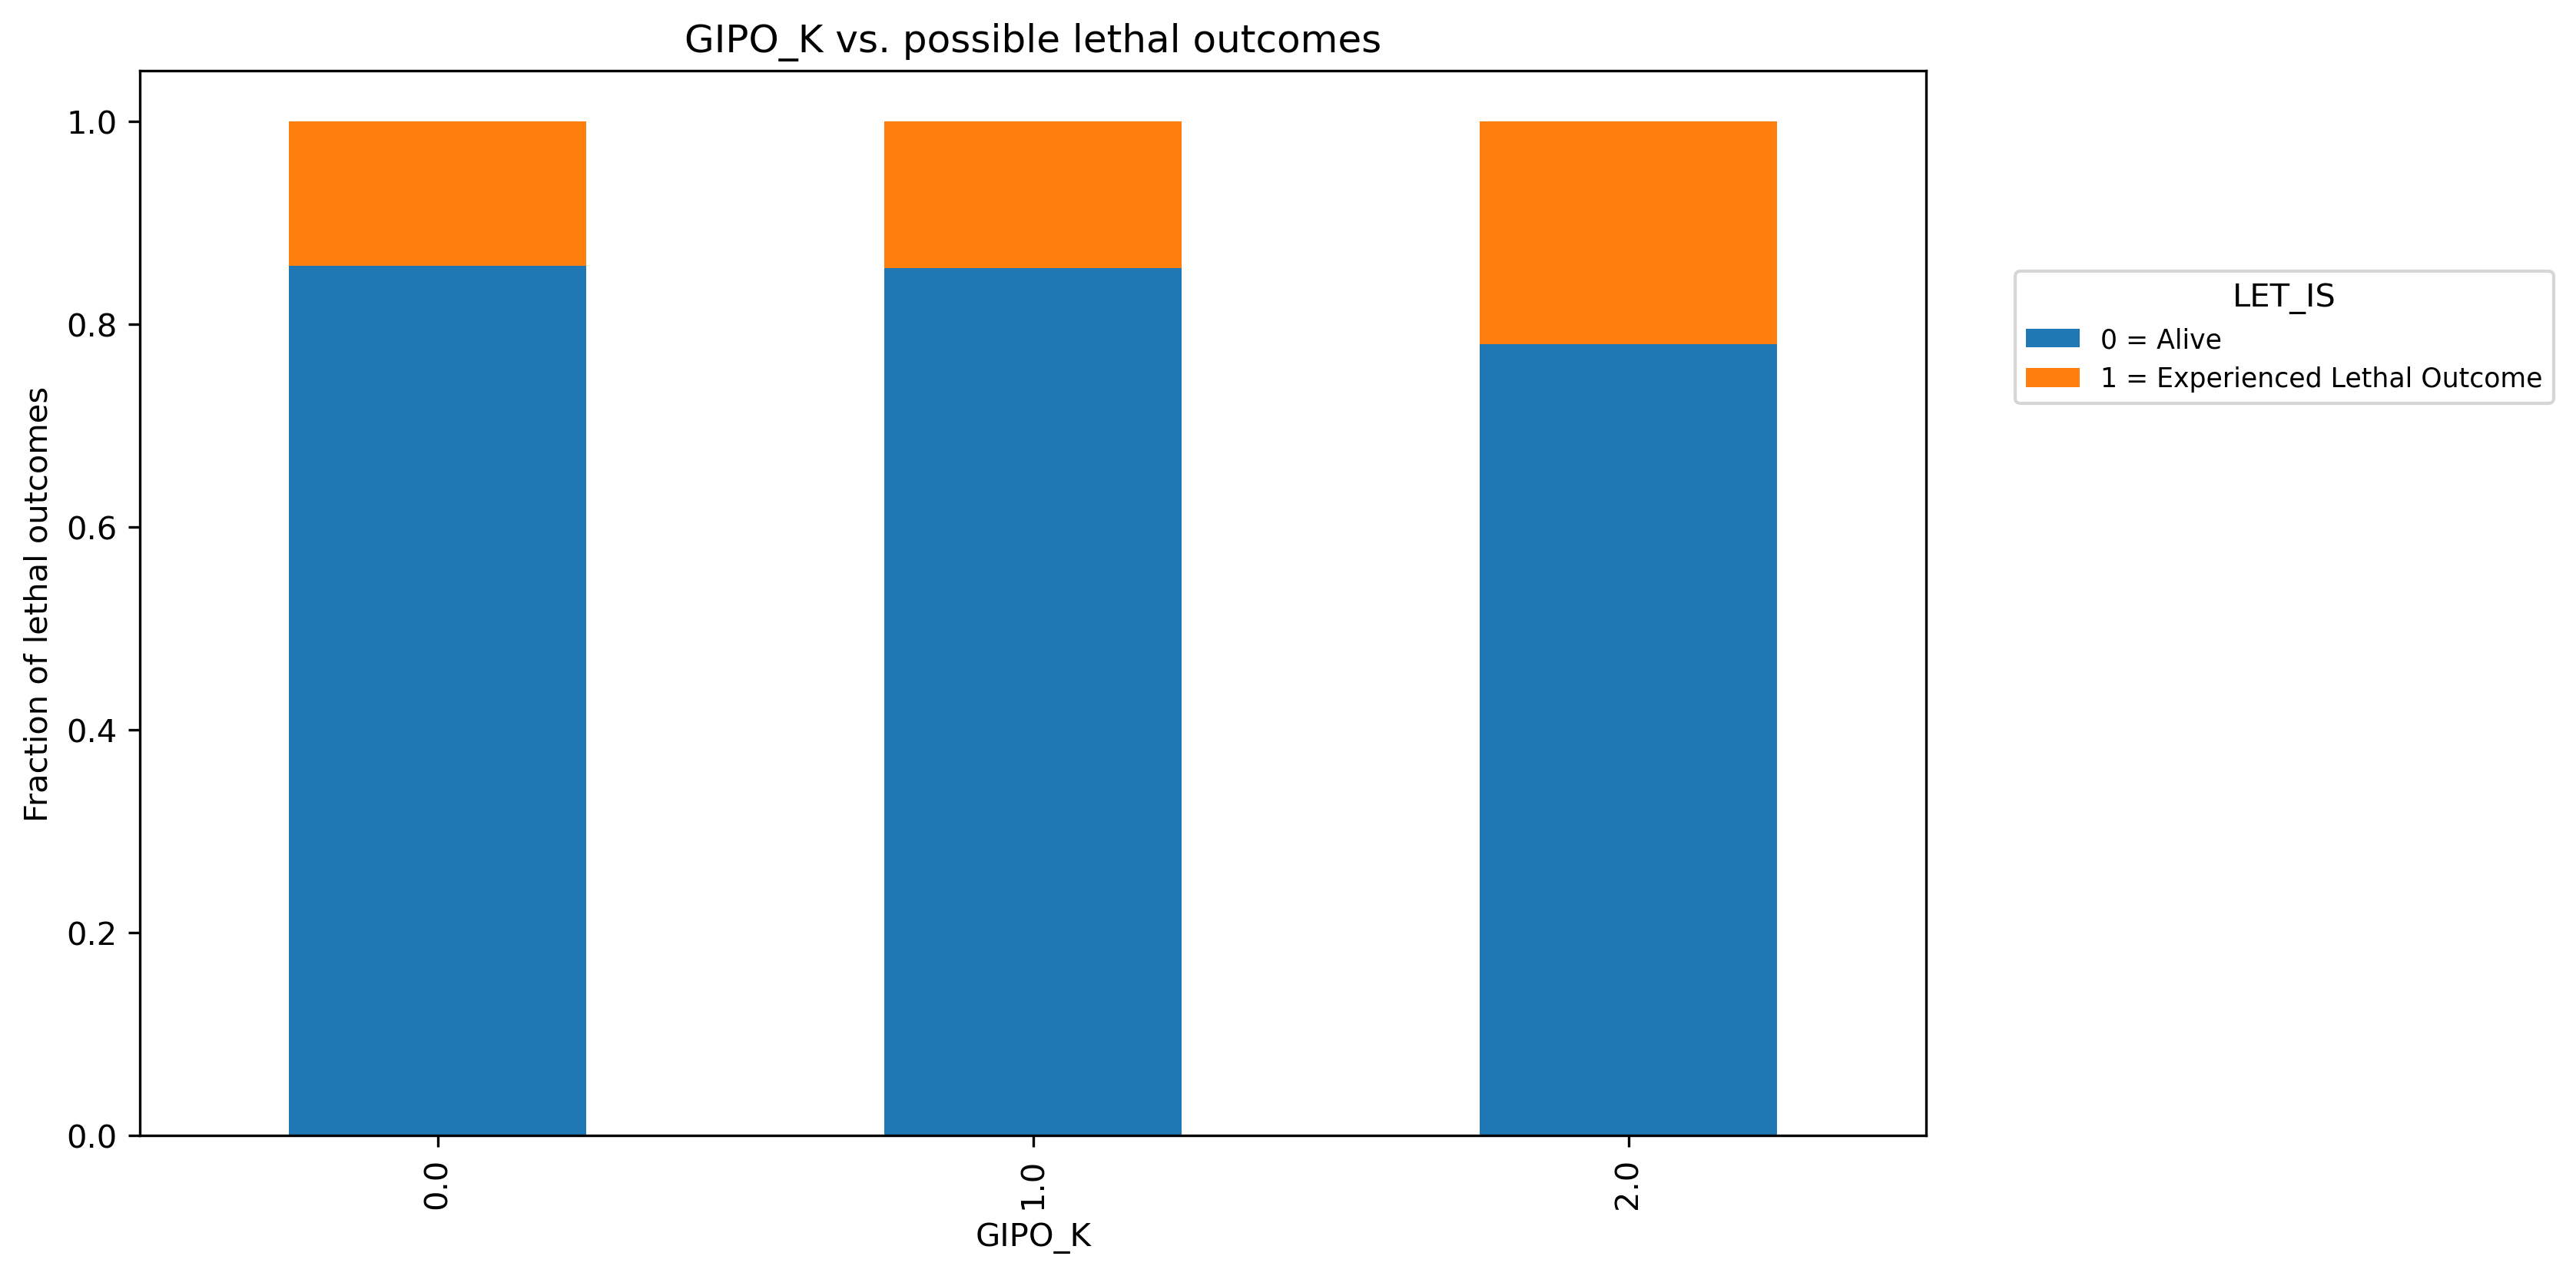 GIPO_K vs. possible lethal outcomes
Fraction of lethal outcomes
1.0
0.8
0.6
0.4
0.2
0.0
0.0
1.0
2.0
GIPO_K
LET_IS
0 = Alive
1 = Experienced Lethal Outcome